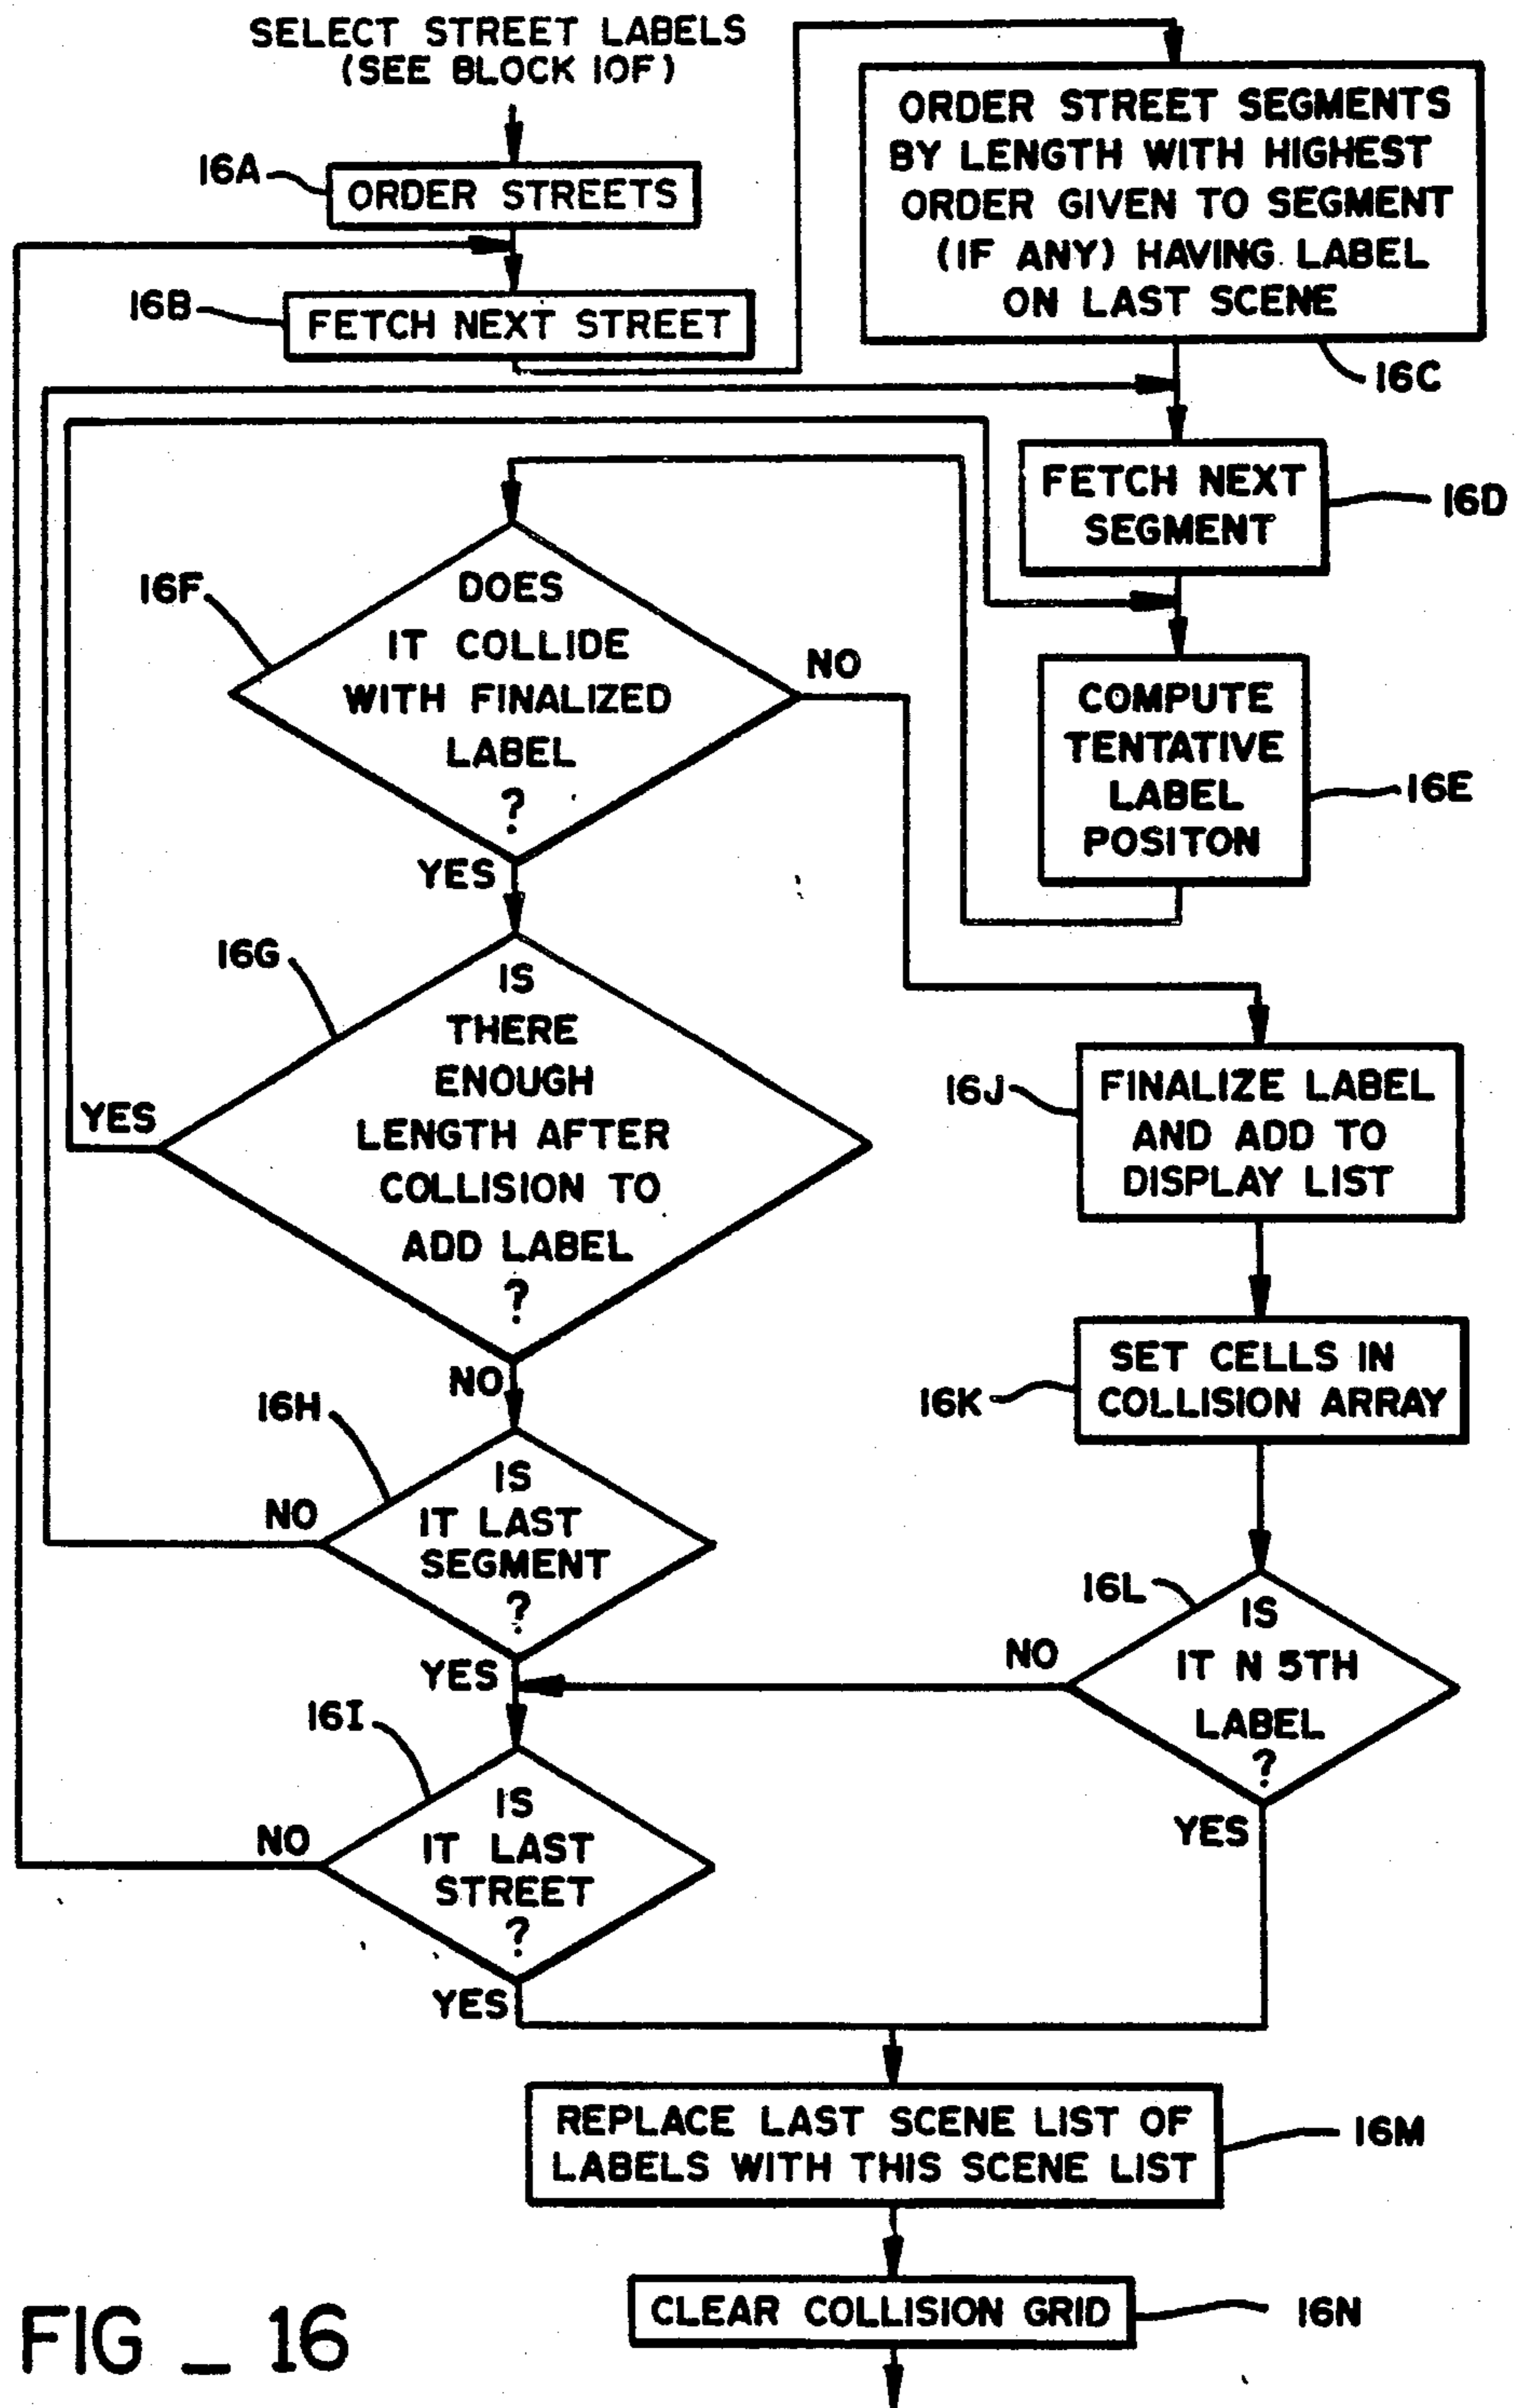 SELECT STREET LABELS
(SEE BLOCK 10F)
16A
ORDER STREETS
16B
FETCH NEXT STREET
ORDER STREET SEGMENTS
BY LENGTH WITH HIGHEST
ORDER GIVEN TO SEGMENT
(IF ANY) HAVING LABEL
ON LAST SCENE
16C
FETCH NEXT
SEGMENT
16D
COMPUTE
TENTATIVE
LABEL
POSITON
16E
16F
DOES
IT COLLIDE
WITH FINALIZED
LABEL
?
NO
YES
16G
IS
THERE
ENOUGH
LENGTH AFTER
COLLISION TO
ADD LABEL
?
YES
NO
16H
IS
IT LAST
SEGMENT
?
NO
YES
16I
IS
IT LAST
STREET
?
NO
YES
16J
FINALIZE LABEL
AND ADD TO
DISPLAY LIST
16K
SET CELLS IN
COLLISION ARRAY
16L
IS
IT N 5TH
LABEL
?
NO
YES
REPLACE LAST SCENE LIST OF
LABELS WITH THIS SCENE LIST
16M
CLEAR COLLISION GRID
16N
FIG _ 16